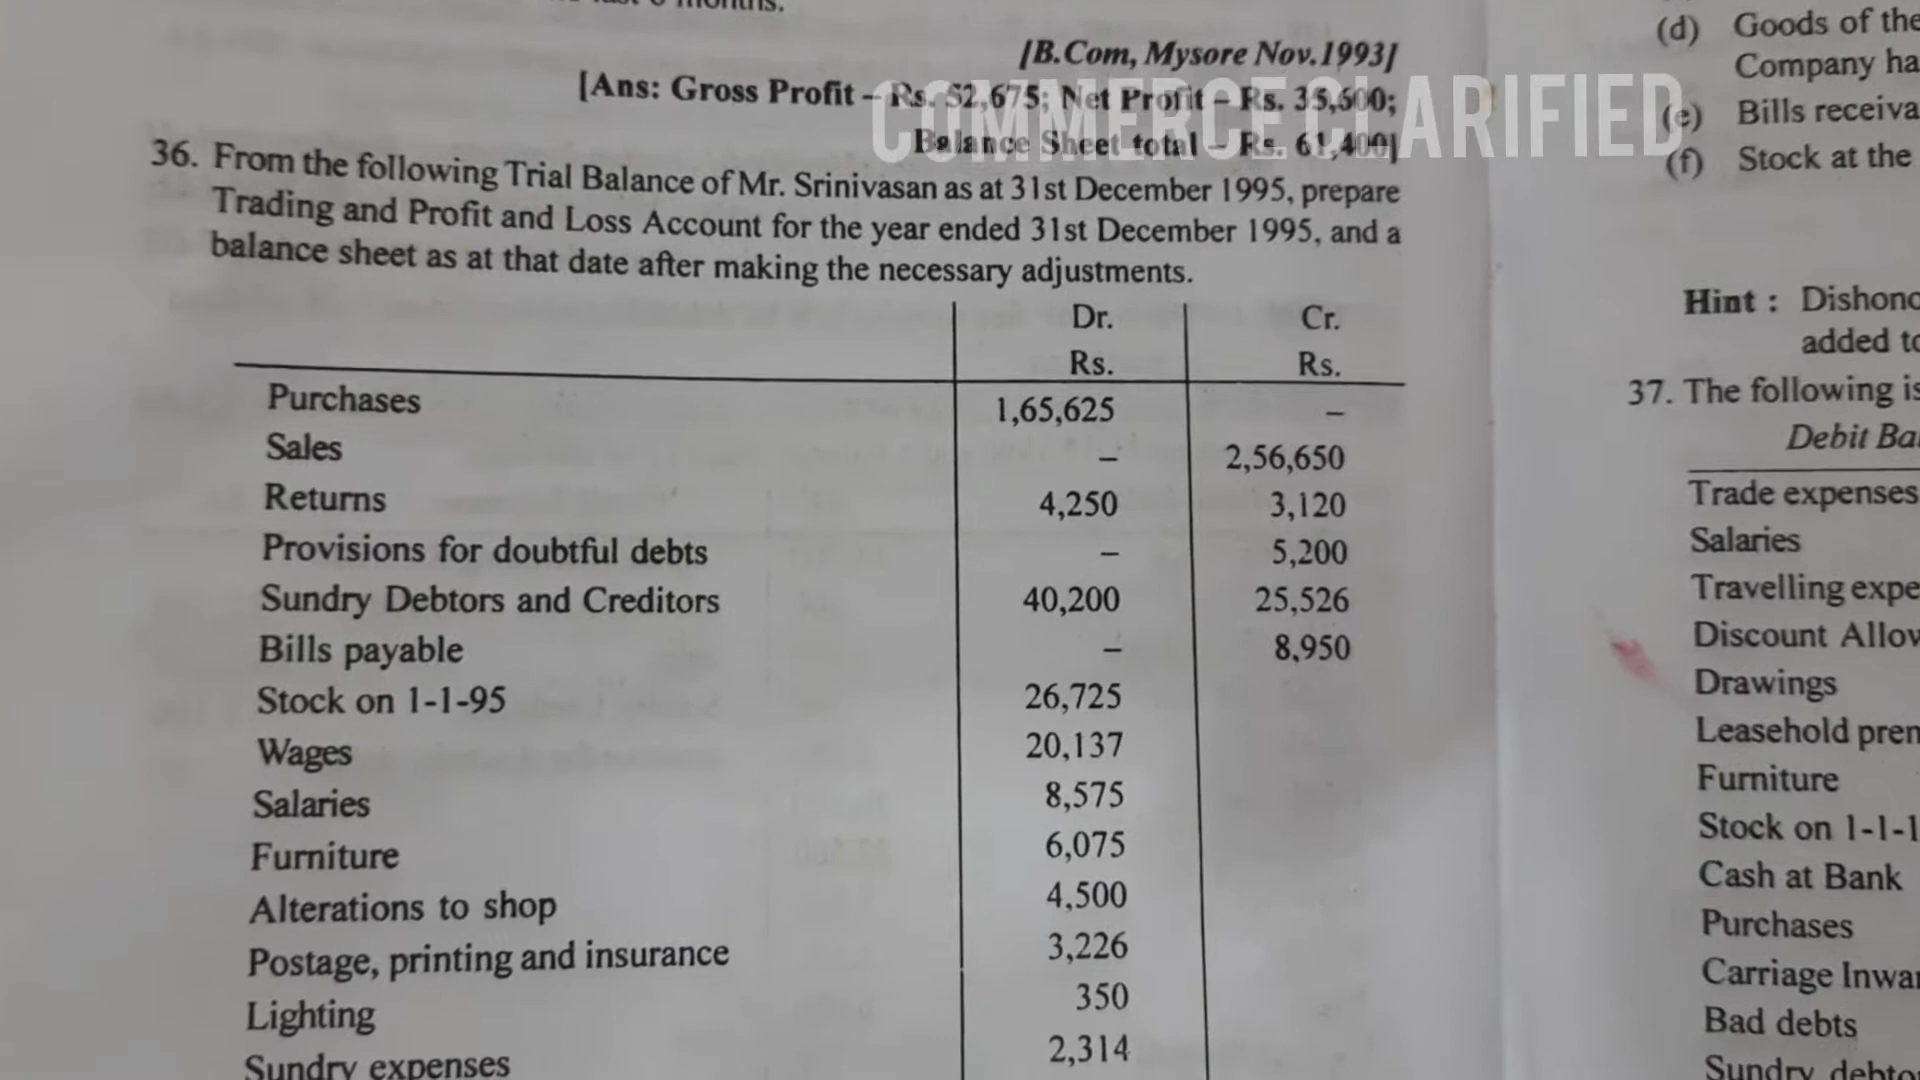 [B.Com, Mysore Nov.1993]
[Ans: Gross Profit – Rs. 52,675; Net Profit – Rs. 35,600;
Balance Sheet total – Rs. 61,400]
COMMERCE CLARIFIED
36. From the following Trial Balance of Mr. Srinivasan as at 31st December 1995, prepare
Trading and Profit and Loss Account for the year ended 31st December 1995, and a
balance sheet as at that date after making the necessary adjustments.
Dr. Cr.
Rs. Rs.
Purchases 1,65,625 –
Sales – 2,56,650
Returns 4,250 3,120
Provisions for doubtful debts – 5,200
Sundry Debtors and Creditors 40,200 25,526
Bills payable – 8,950
Stock on 1-1-95 26,725
Wages 20,137
Salaries 8,575
Furniture 6,075
Alterations to shop 4,500
Postage, printing and insurance 3,226
Lighting 350
Sundry expenses 2,314
(d) Goods of the
Company ha
(e) Bills receiva
(f) Stock at the
Hint : Dishono
added to
37. The following is
Debit Bal
Trade expenses
Salaries
Travelling expe
Discount Allow
Drawings
Leasehold prem
Furniture
Stock on 1-1-1
Cash at Bank
Purchases
Carriage Inwar
Bad debts
Sundry debto